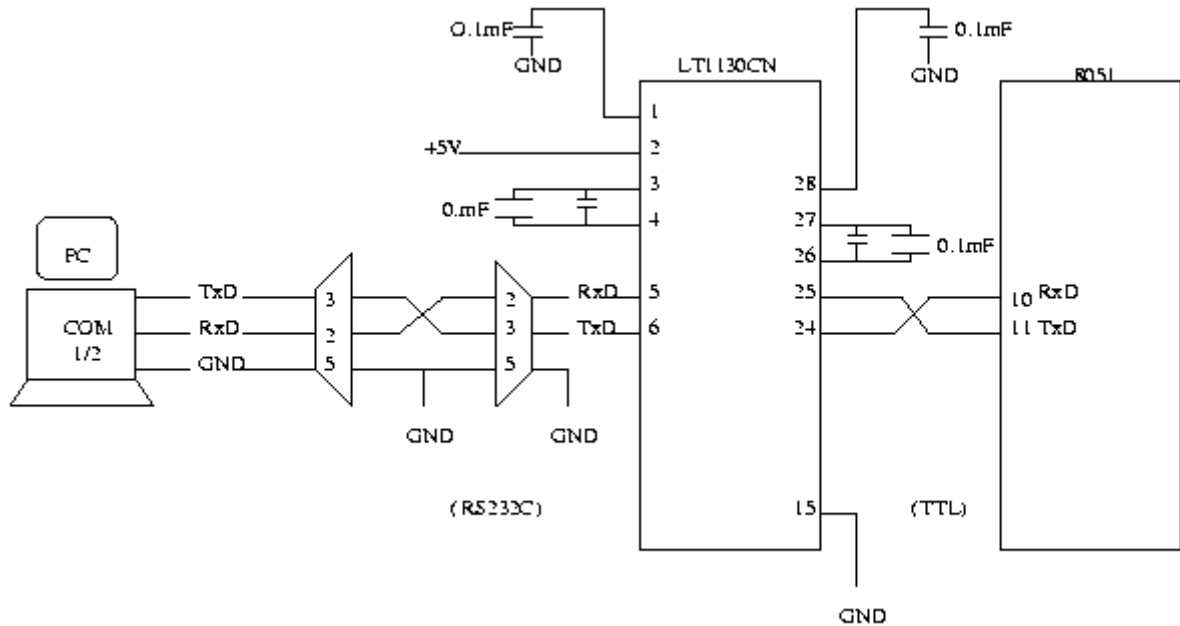 0.1mF
GND
LT1130CN
0.1mF
GND
8051
1
+5V
2
3
28
0.mF
4
27
26
0.1mF
PC
TxD
3
2
RxD
5
25
10
RxD
COM
1/2
RxD
2
3
TxD
6
24
11
TxD
GND
5
5
GND
GND
(RS232C)
15
(TTL)
GND